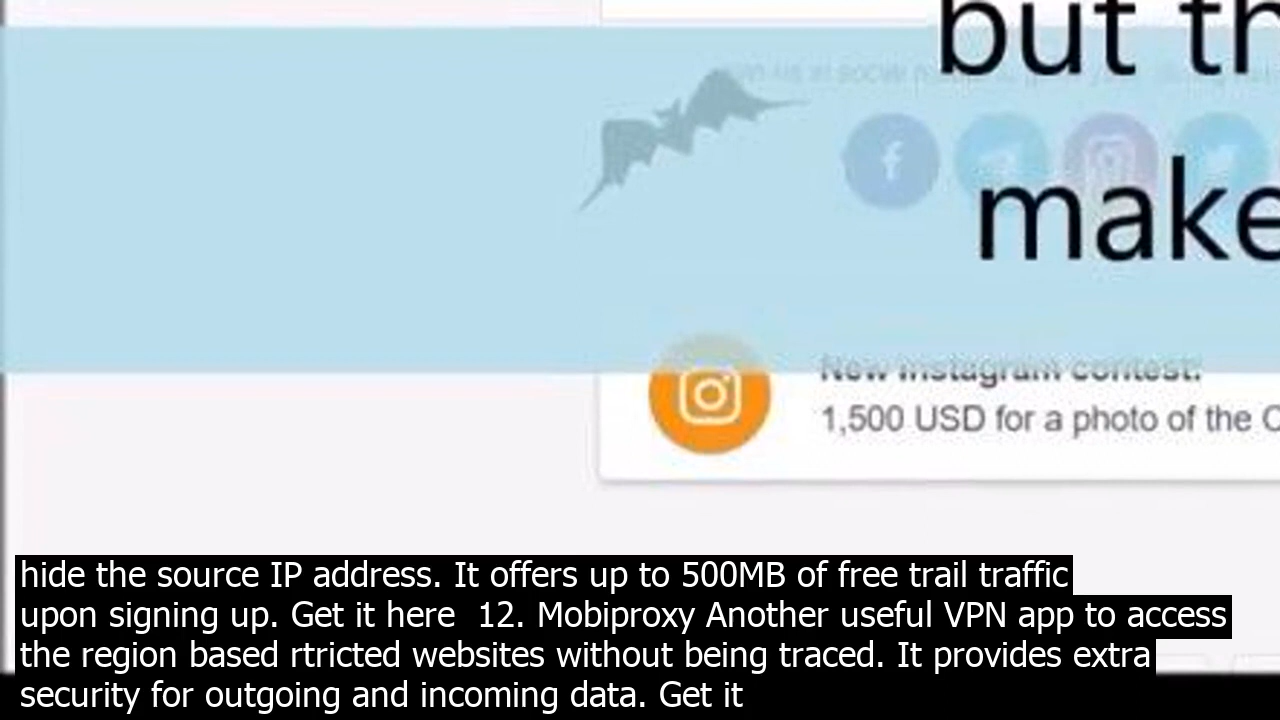 but th
make
New Instagram contest:
1,500 USD for a photo of the C
hide the source IP address. It offers up to 500MB of free trail traffic
upon signing up. Get it here  12. Mobiproxy Another useful VPN app to access
the region based rtricted websites without being traced. It provides extra
security for outgoing and incoming data. Get it